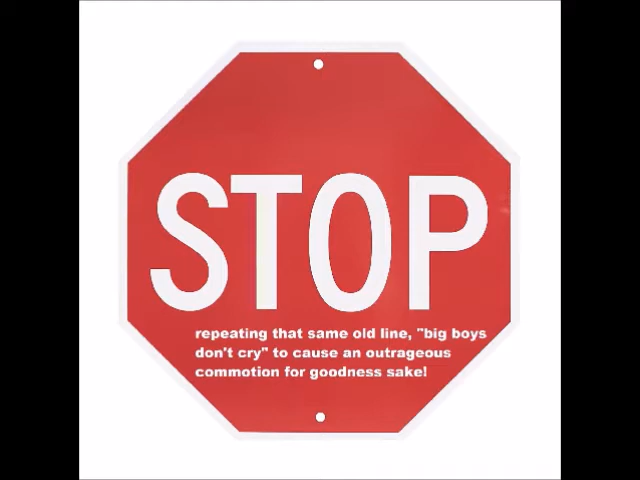 STOP
repeating that same old line, "big boys
don't cry" to cause an outrageous
commotion for goodness sake!